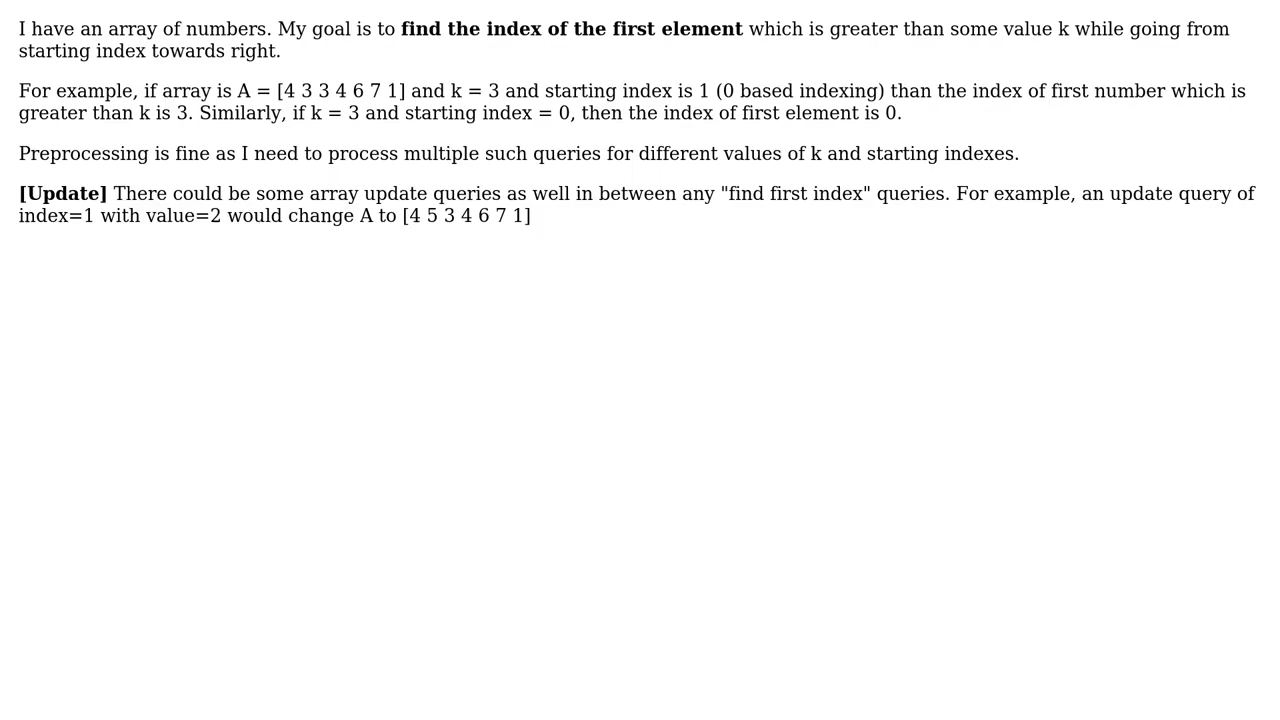 I have an array of numbers. My goal is to find the index of the first element which is greater than some value k while going from
starting index towards right.
For example, if array is A = [4 3 3 4 6 7 1] and k = 3 and starting index is 1 (0 based indexing) than the index of first number which is
greater than k is 3. Similarly, if k = 3 and starting index = 0, then the index of first element is 0.
Preprocessing is fine as I need to process multiple such queries for different values of k and starting indexes.
[Update] There could be some array update queries as well in between any "find first index" queries. For example, an update query of
index=1 with value=2 would change A to [4 5 3 4 6 7 1]